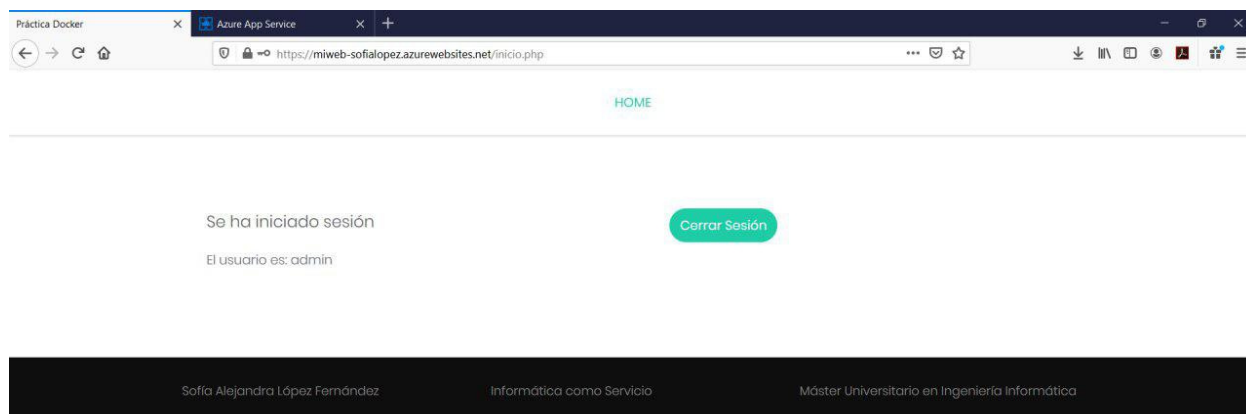 Práctica Docker
Azure App Service
https://miweb-sofialopez.azurewebsites.net/inicio.php
HOME
Se ha iniciado sesión
Cerrar Sesión
El usuario es: admin
Sofía Alejandra López Fernández
Informática como Servicio
Máster Universitario en Ingeniería Informática